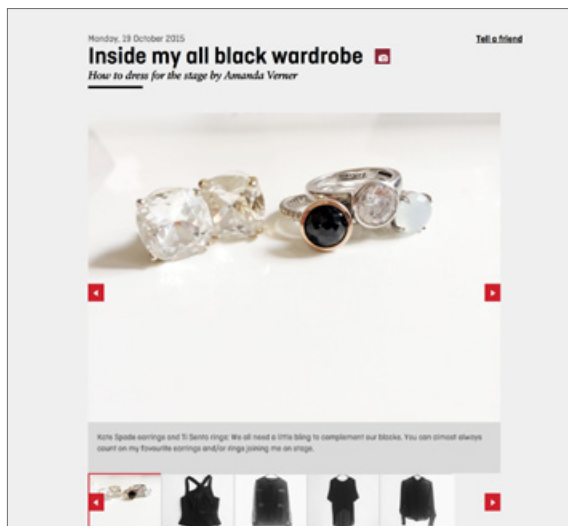 Monday, 19 October 2015
Tell a friend
Inside my all black wardrobe
How to dress for the stage by Amanda Verner
Kate Spade earrings and Ti Sento rings: We all need a little bling to complement our blacks. You can almost always
count on my favourite earrings and/or rings joining me on stage.